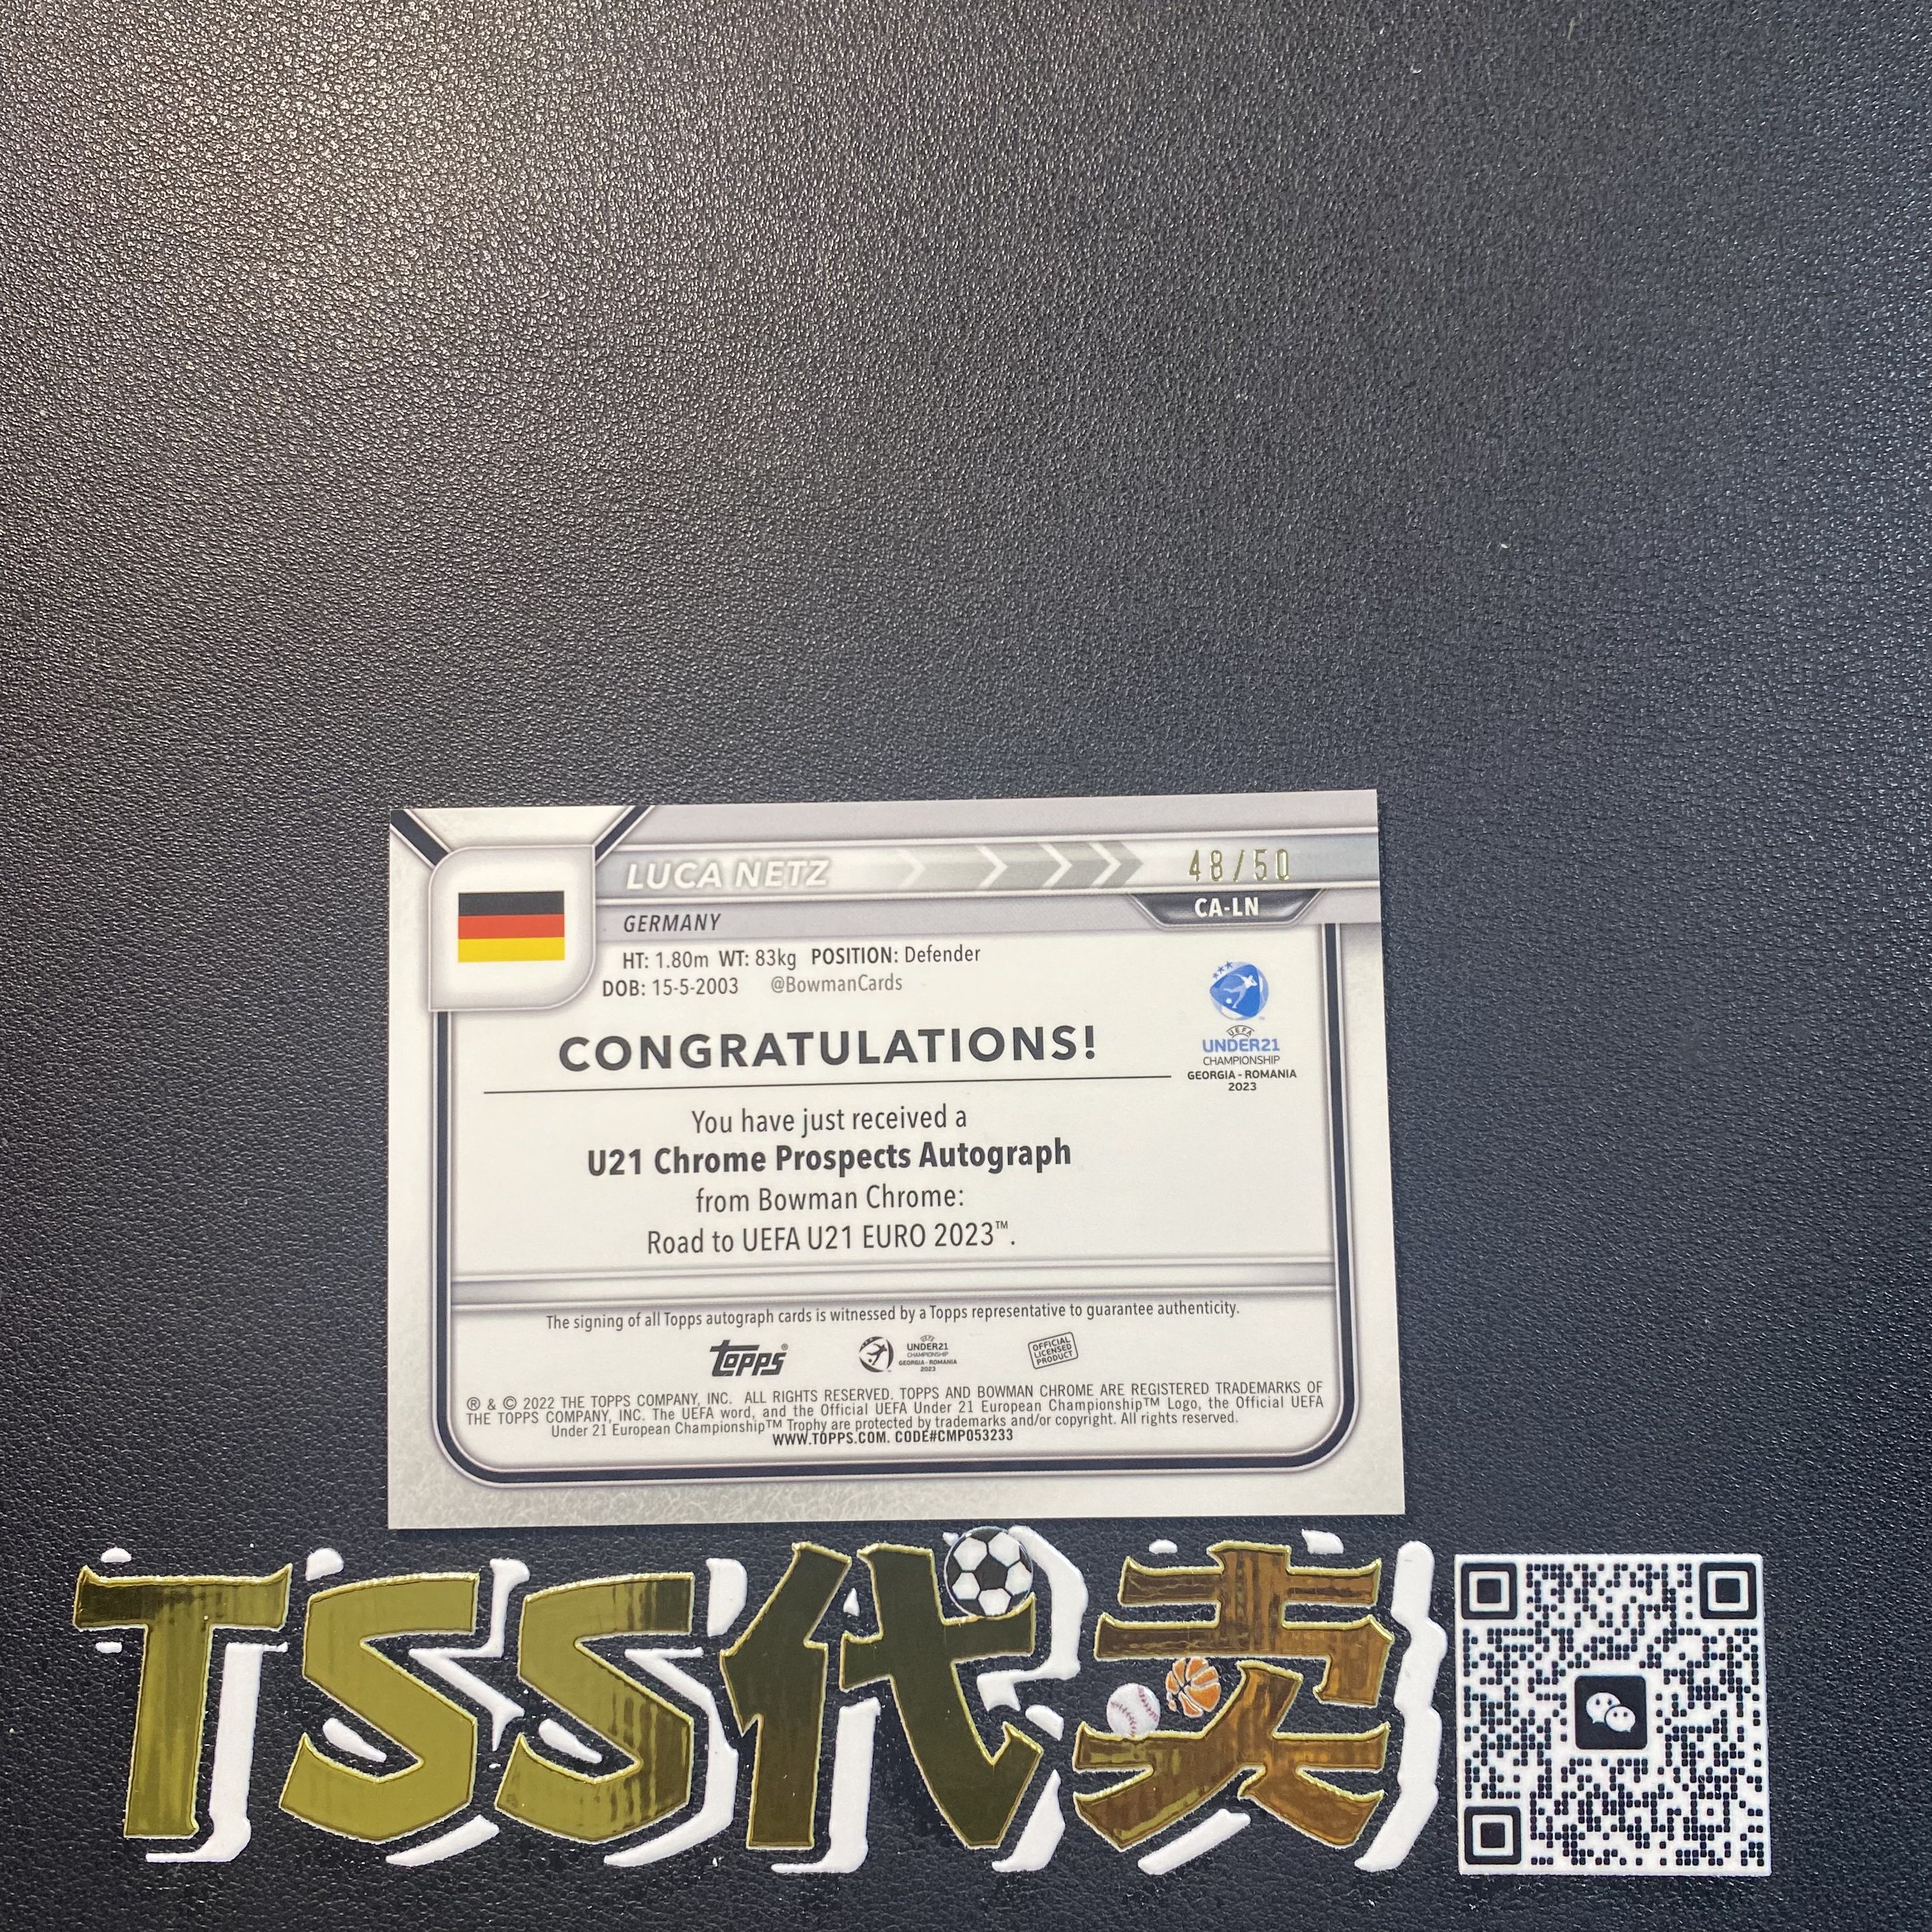 LUCA NETZ
48/50
CA-LN
GERMANY
HT: 1.80m WT: 83kg POSITION: Defender
DOB: 15-5-2003 @BowmanCards
CONGRATULATIONS!
UEFA
UNDER21
CHAMPIONSHIP
GEORGIA - ROMANIA
2023
You have just received a
U21 Chrome Prospects Autograph
from Bowman Chrome:
Road to UEFA U21 EURO 2023™.
The signing of all Topps autograph cards is witnessed by a Topps representative to guarantee authenticity.
topps®
UEFA
UNDER21
CHAMPIONSHIP
GEORGIA - ROMANIA
2023
OFFICIAL
LICENSED
PRODUCT
® & © 2022 THE TOPPS COMPANY, INC. ALL RIGHTS RESERVED. TOPPS AND BOWMAN CHROME ARE REGISTERED TRADEMARKS OF
THE TOPPS COMPANY, INC. The UEFA word, and the Official UEFA Under 21 European Championship™ Logo, the Official UEFA
Under 21 European Championship™ Trophy are protected by trademarks and/or copyright. All rights reserved.
WWW.TOPPS.COM. CODE#CMP053233
TSS代卖